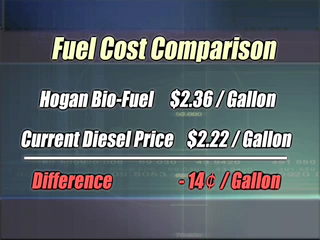 Fuel Cost Comparison
Hogan Bio-Fuel $2.36 / Gallon
Current Diesel Price $2.22 / Gallon
Difference - 14¢ / Gallon